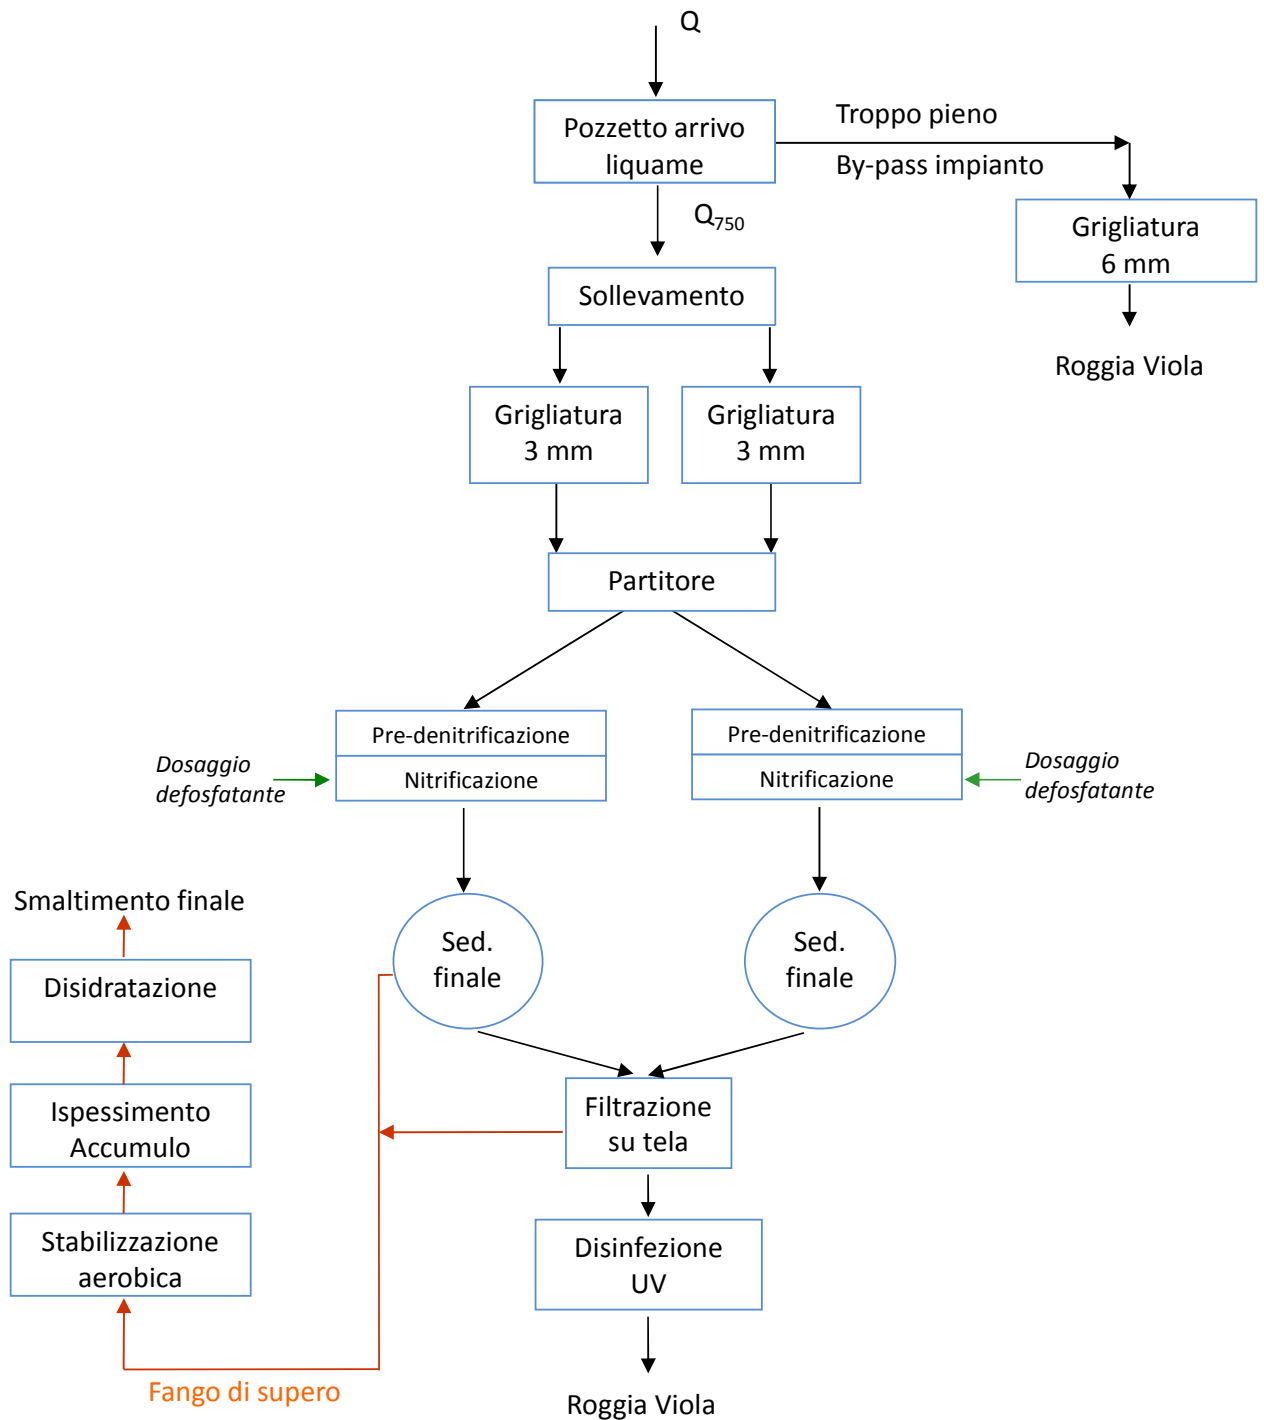 Q
Pozzetto arrivo
liquame
Troppo pieno
By-pass impianto
Q750
Grigliatura
6 mm
Sollevamento
Roggia Viola
Grigliatura
3 mm
Grigliatura
3 mm
Partitore
Pre-denitrificazione
Nitrificazione
Pre-denitrificazione
Nitrificazione
Dosaggio
defosfatante
Dosaggio
defosfatante
Smaltimento finale
Sed.
finale
Sed.
finale
Disidratazione
Ispessimento
Accumulo
Filtrazione
su tela
Stabilizzazione
aerobica
Disinfezione
UV
Fango di supero
Roggia Viola